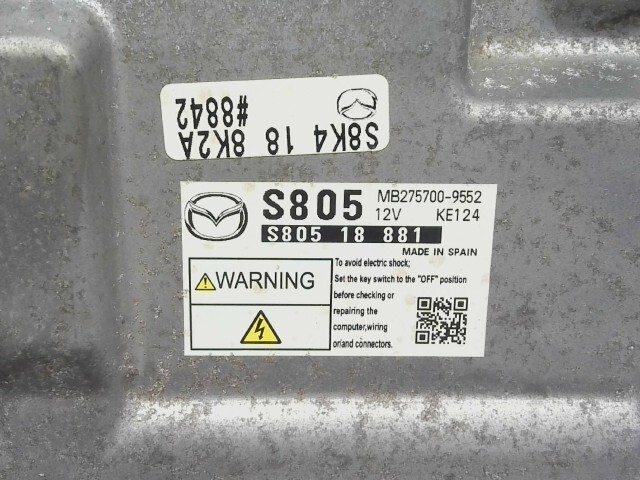 S8K4 18 8K2A
#8842
S805
MB275700-9552
12V KE124
S805 18 881
MADE IN SPAIN
WARNING
To avoid electric shock;
Set the key switch to the "OFF" position
before checking or
repairing the
computer,wiring
or/and connectors.